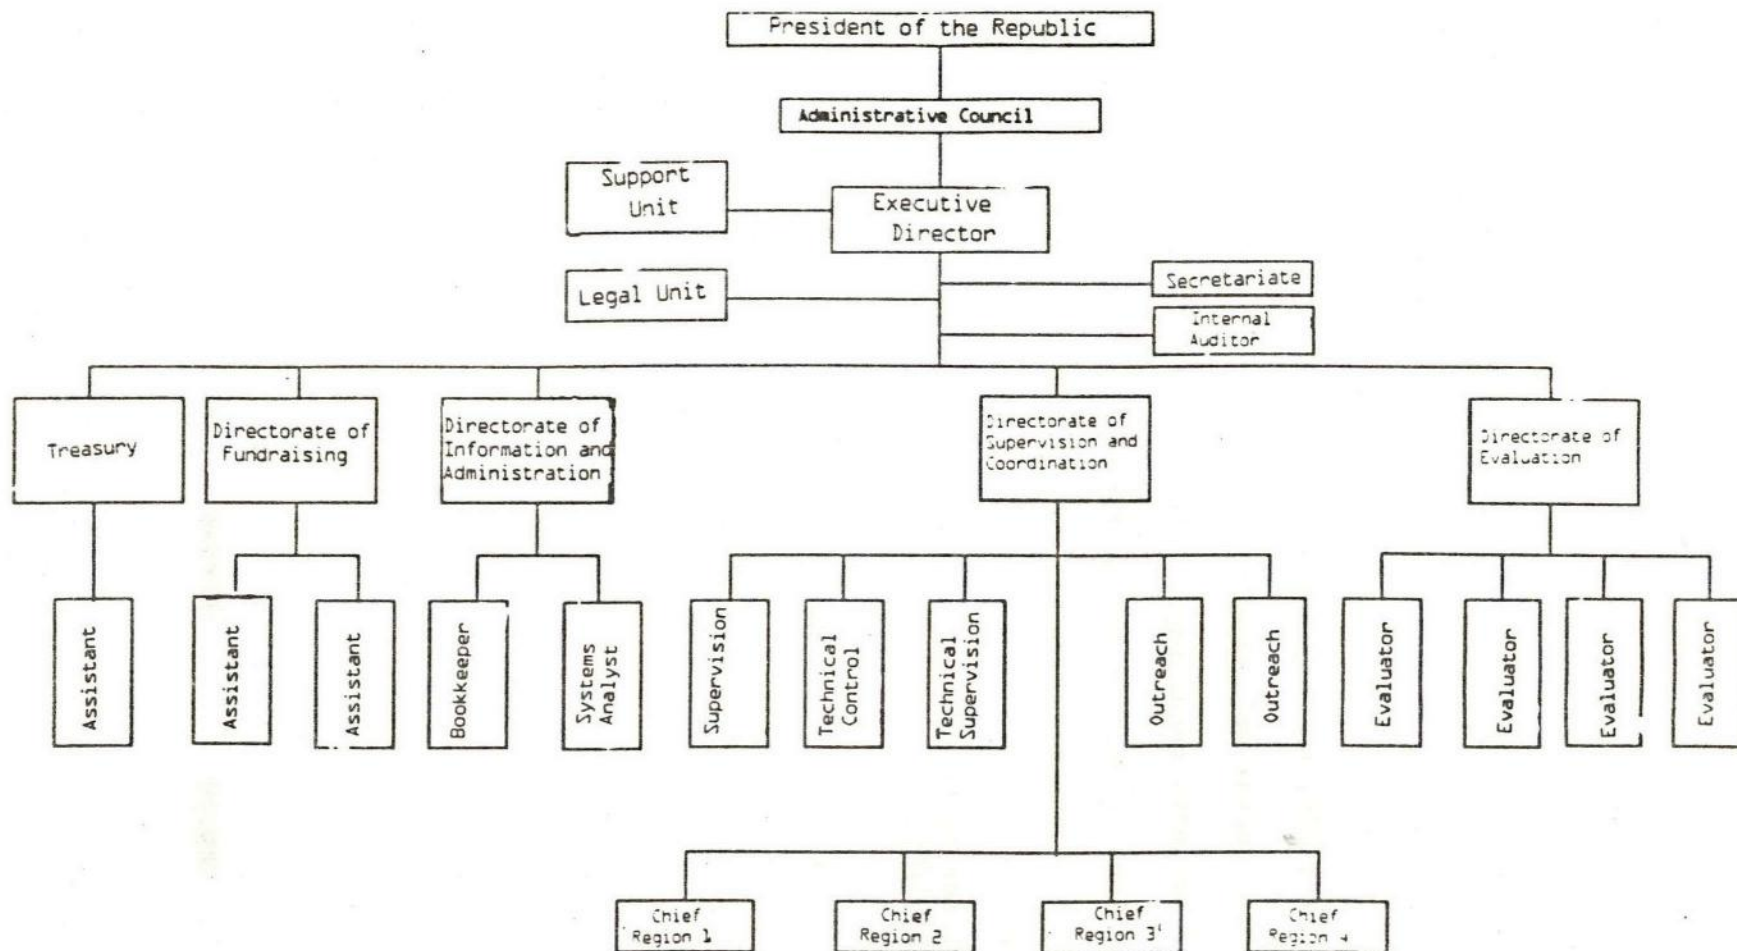 President of the Republic
Administrative Council
Support
Unit
Executive
Director
Legal Unit
Secretariate
Internal
Auditor
Treasury
Directorate of
Fundraising
Directorate of
Information and
Administration
Directorate of
Supervision and
Coordination
Directorate of
Evaluation
Assistant
Assistant
Assistant
Bookkeeper
Systems
Analyst
Supervision
Technical
Control
Technical
Supervision
Outreach
Outreach
Evaluator
Evaluator
Evaluator
Evaluator
Chief
Region 1
Chief
Region 2
Chief
Region 3
Chief
Region 4